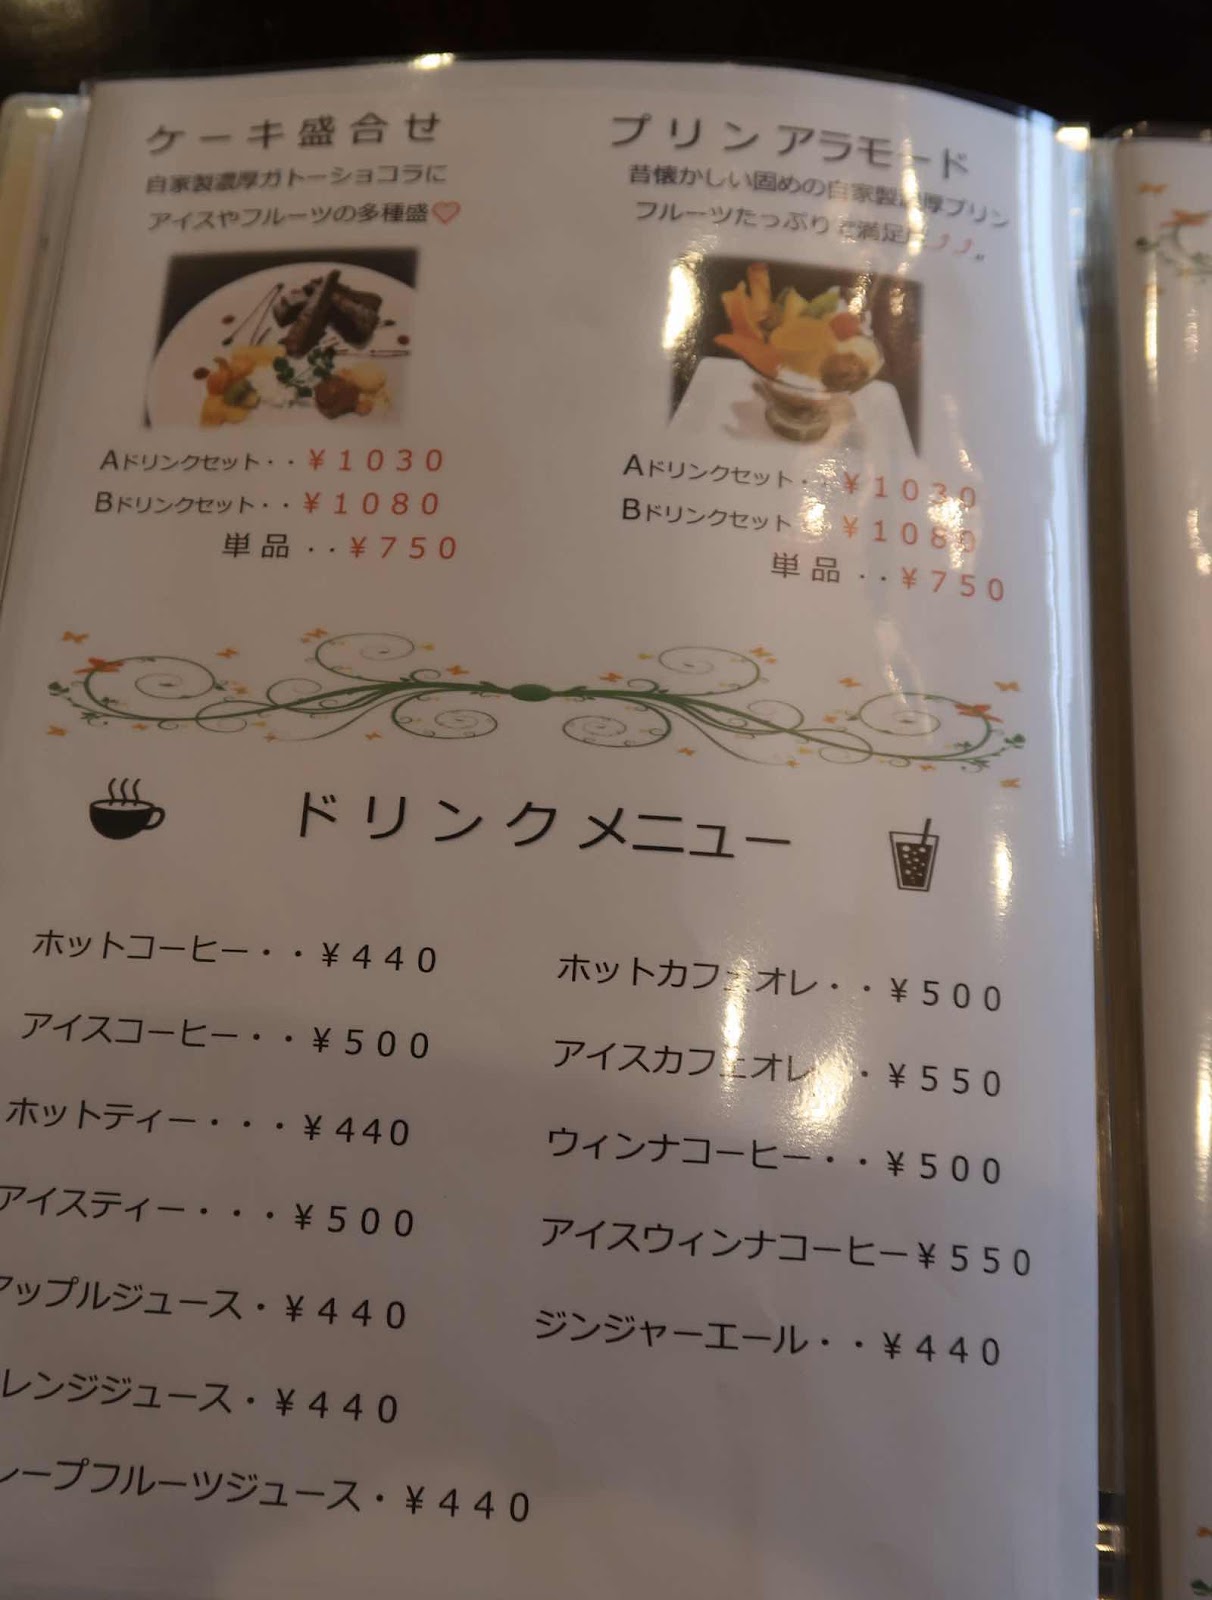 ケーキ盛合せ
自家製濃厚ガトーショコラに
アイスやフルーツの多種盛♡
Aドリンクセット・・¥1030
Bドリンクセット・・¥1080
単品・・¥750
プリンアラモード
昔懐かしい固めの自家製濃厚プリン
フルーツたっぷりで満足
Aドリンクセット・・¥1030
Bドリンクセット ¥1080
単品・・¥750
ドリンクメニュー
ホットコーヒー・・¥440
アイスコーヒー・・¥500
ホットティー・・・¥440
アイスティー・・・¥500
アップルジュース・¥440
レンジジュース・¥440
レープフルーツジュース・¥440
ホットカフェオレ・・¥500
アイスカフェオレ・・¥550
ウィンナコーヒー・・¥500
アイスウィンナコーヒー¥550
ジンジャーエール・・¥440